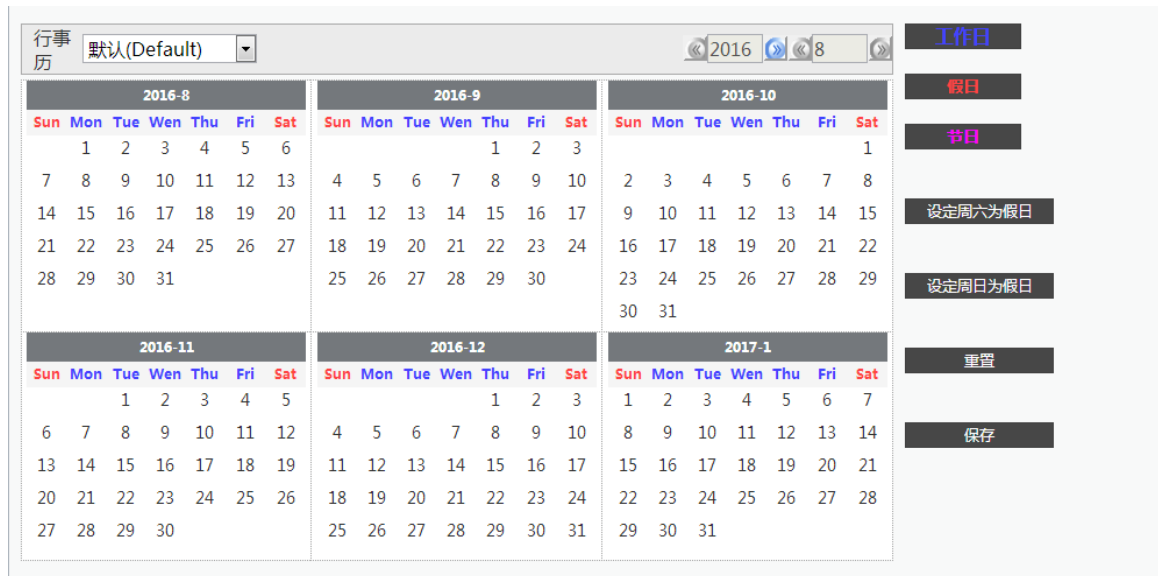 行事历 默认(Default) 2016 8
2016-8 2016-9 2016-10
Sun Mon Tue Wen Thu Fri Sat Sun Mon Tue Wen Thu Fri Sat Sun Mon Tue Wen Thu Fri Sat
1 2 3 4 5 6 1 2 3 1
7 8 9 10 11 12 13 4 5 6 7 8 9 10 2 3 4 5 6 7 8
14 15 16 17 18 19 20 11 12 13 14 15 16 17 9 10 11 12 13 14 15
21 22 23 24 25 26 27 18 19 20 21 22 23 24 16 17 18 19 20 21 22
28 29 30 31 25 26 27 28 29 30 23 24 25 26 27 28 29
30 31
2016-11 2016-12 2017-1
Sun Mon Tue Wen Thu Fri Sat Sun Mon Tue Wen Thu Fri Sat Sun Mon Tue Wen Thu Fri Sat
1 2 3 4 5 1 2 3 1 2 3 4 5 6 7
6 7 8 9 10 11 12 4 5 6 7 8 9 10 8 9 10 11 12 13 14
13 14 15 16 17 18 19 11 12 13 14 15 16 17 15 16 17 18 19 20 21
20 21 22 23 24 25 26 18 19 20 21 22 23 24 22 23 24 25 26 27 28
27 28 29 30 25 26 27 28 29 30 31 29 30 31
工作日
假日
节日
设定周六为假日
设定周日为假日
重置
保存